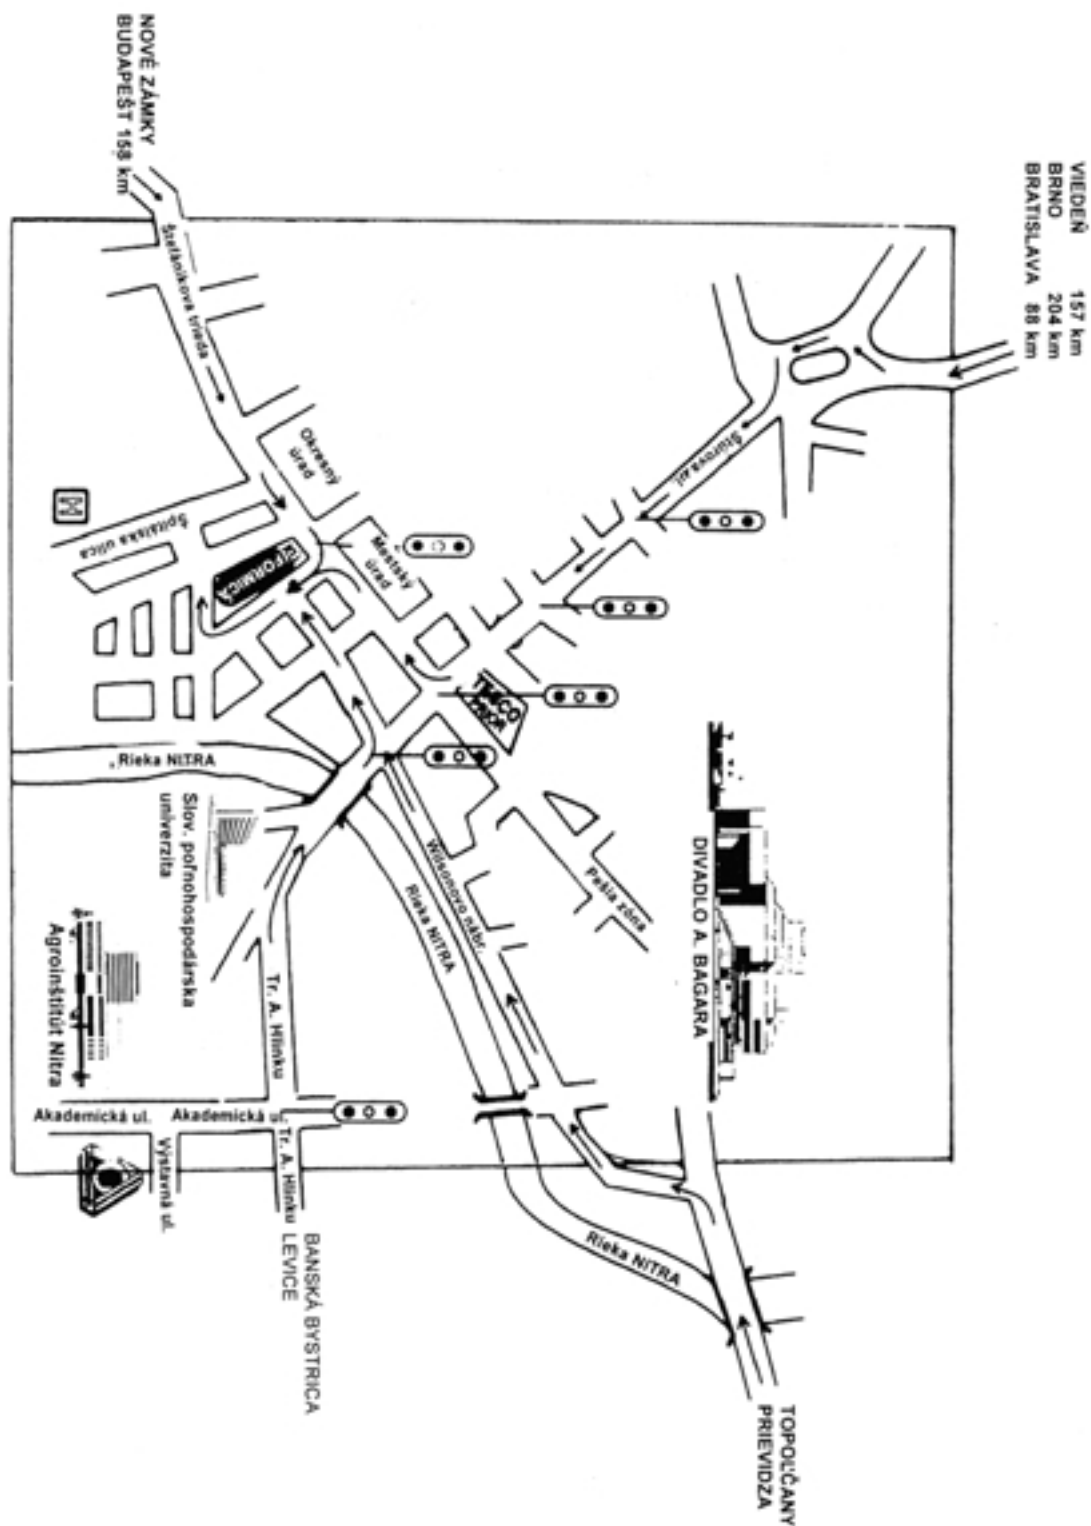 VIEDEŇ 157 km
BRNO 204 km
BRATISLAVA 88 km
NOVÉ ZÁMKY
BUDAPEŠT 158 km
Štefánikova trieda
Štúrova ul
Okresný
úrad
Mestský
úrad
Špitálska ulica
TESCO
Rieka NITRA
Slov. poľnohospodárska
univerzita
Agroinštitút Nitra
Wilsonovo nábr.
Rieka NITRA
Pešia zóna
DIVADLO A. BAGARA
Tr. A. Hlinku
Akademická ul.
Akademická ul.
Tr. A. Hlinku
Výstavná ul.
BANSKÁ BYSTRICA
LEVICE
Rieka NITRA
TOPOĽČANY
PRIEVIDZA